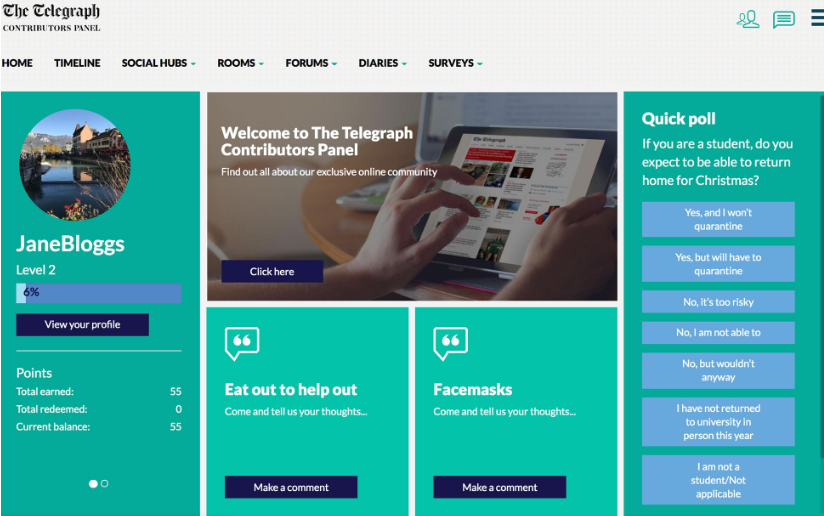 The Telegraph
CONTRIBUTORS PANEL
HOME
TIMELINE
SOCIAL HUBS
ROOMS
FORUMS
DIARIES
SURVEYS
JaneBloggs
Level 2
6%
View your profile
Points
Total earned: 55
Total redeemed: 0
Current balance: 55
Welcome to The Telegraph
Contributors Panel
Find out all about our exclusive online community
Click here
The Telegraph
Eat out to help out
Come and tell us your thoughts...
Make a comment
Facemasks
Come and tell us your thoughts...
Make a comment
Quick poll
If you are a student, do you
expect to be able to return
home for Christmas?
Yes, and I won't
quarantine
Yes, but will have to
quarantine
No, it's too risky
No, I am not able to
No, but wouldn't
anyway
I have not returned
to university in
person this year
I am not a
student/Not
applicable